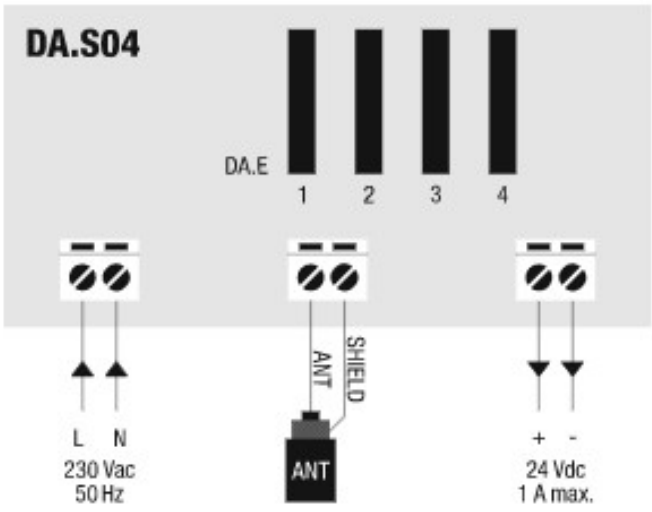 DA.S04
DA.E
1 2 3 4
ANT
SHIELD
L N
230 Vac
50 Hz
ANT
+ -
24 Vdc
1 A max.